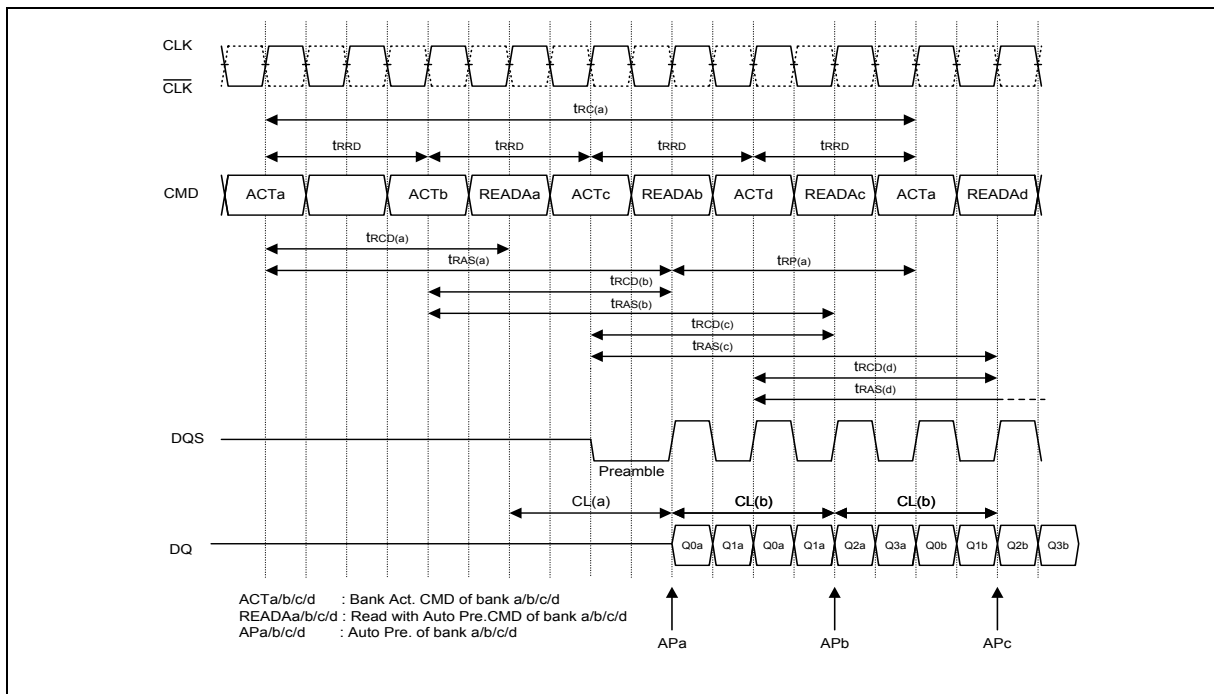 CLK
CLK
tRC(a)
tRRD tRRD tRRD tRRD
CMD ACTa ACTb READAa ACTc READAb ACTd READAc ACTa READAd
tRCD(a)
tRAS(a) tRP(a)
tRCD(b)
tRAS(b)
tRCD(c)
tRAS(c)
tRCD(d)
tRAS(d)
DQS
Preamble
CL(a) CL(b) CL(b)
DQ Q0a Q1a Q0a Q1a Q2a Q3a Q0b Q1b Q2b Q3b
ACTa/b/c/d : Bank Act. CMD of bank a/b/c/d
READAa/b/c/d : Read with Auto Pre.CMD of bank a/b/c/d
APa/b/c/d : Auto Pre. of bank a/b/c/d
APa APb APc